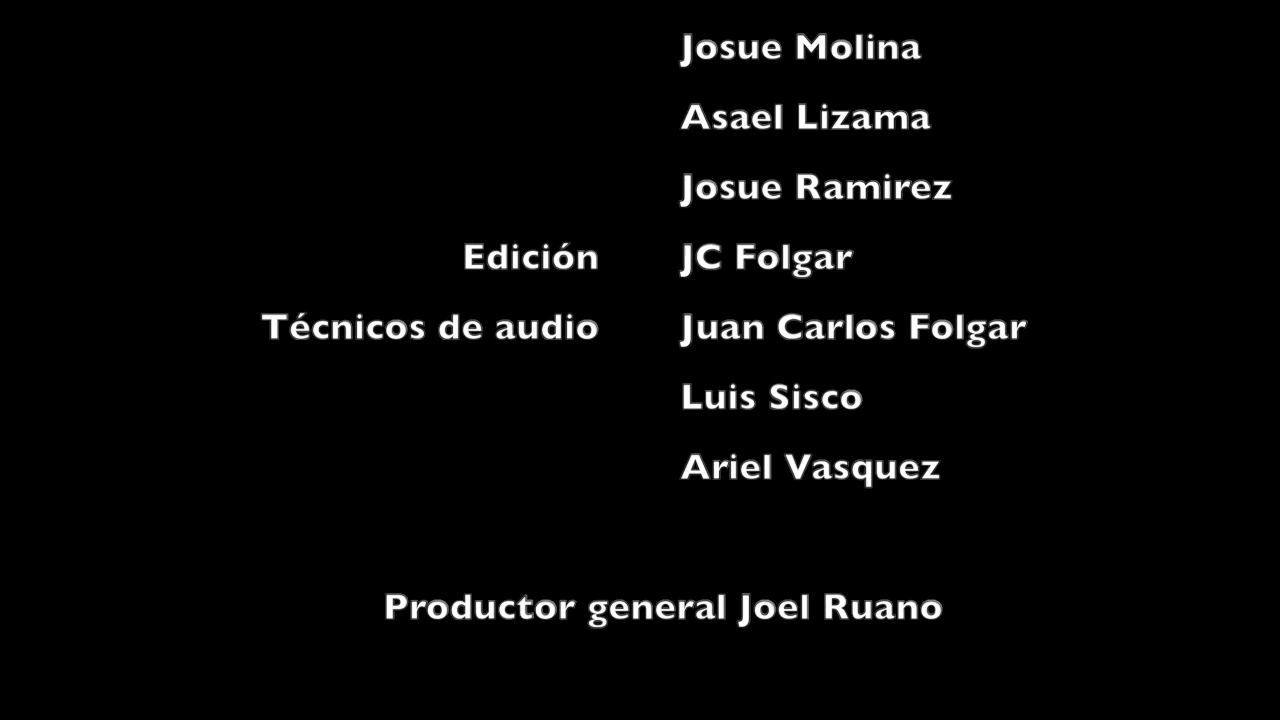 Josue Molina
Asael Lizama
Josue Ramirez
Edición JC Folgar
Técnicos de audio Juan Carlos Folgar
Luis Sisco
Ariel Vasquez
Productor general Joel Ruano